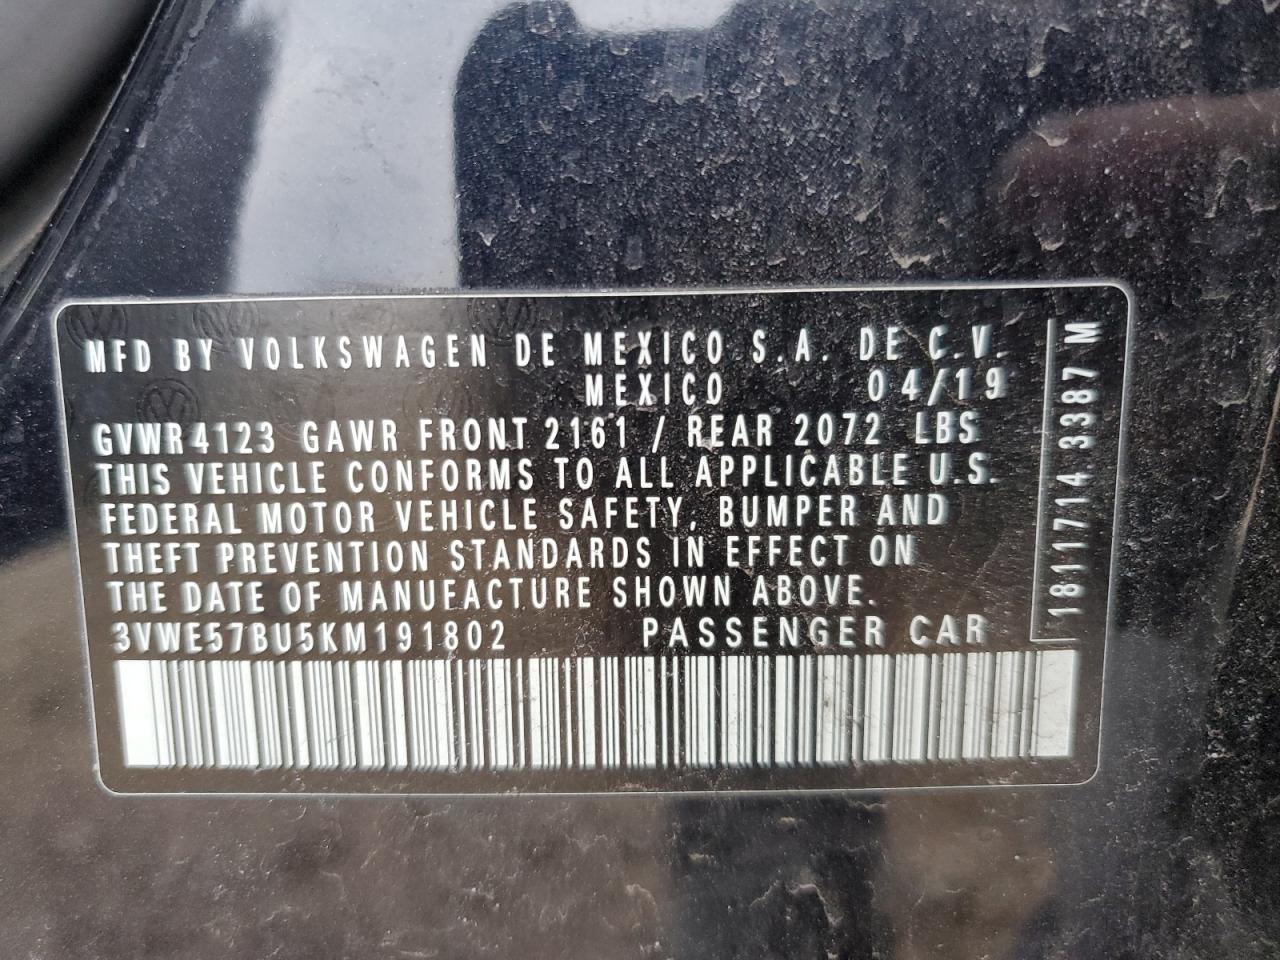 MFD BY VOLKSWAGEN DE MEXICO S.A. DE C.V.
MEXICO 04/19
GVWR 4123 GAWR FRONT 2161 / REAR 2072 LBS
THIS VEHICLE CONFORMS TO ALL APPLICABLE U.S.
FEDERAL MOTOR VEHICLE SAFETY, BUMPER AND
THEFT PREVENTION STANDARDS IN EFFECT ON
THE DATE OF MANUFACTURE SHOWN ABOVE.
3VWE57BU5KM191802 PASSENGER CAR
1811714.3387 M